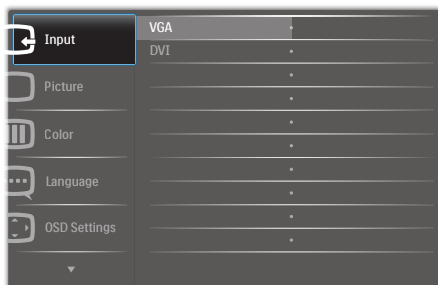 Input
VGA
DVI
Picture
Color
Language
OSD Settings